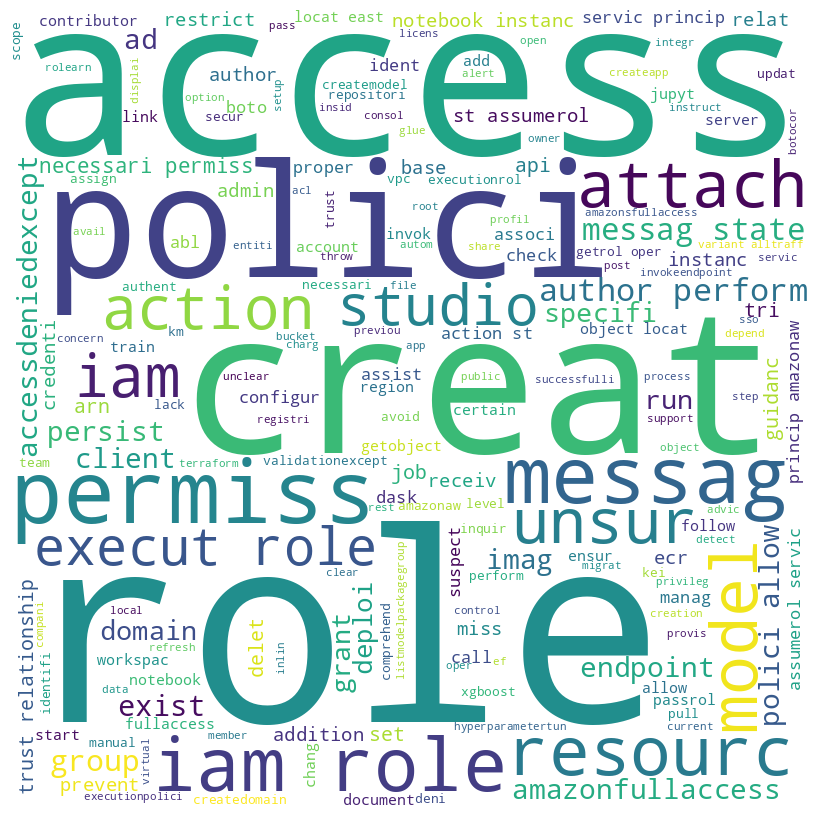 scope
contributor
restrict
pass
locat east
licens
notebook instanc
servic princip
relat
ad
open
integr
rolearn
displai
author
ident
add
alert
createapp
updat
access
option
boto
setup
createmodel
repositori
jupyt
instruct
link
secur
insid
consol
st assumerol
server
glue
owner
botocor
necessari permiss
proper
base
api
attach
assign
admin
acl
vpc
executionrol
polici
root
amazonsfullaccess
avail
abl
entiti
trust
account
invok
profil
associ
messag state
throw
autom
share
check
getrol oper
variant alltraff
post
instanc
servic
invokeendpoint
accessdeniedexcept
authent
necessari
file
author perform
action
studio
specifi
tri
concern
km
previou
action st
object locat
sso
credenti
train
bucket
charg
app
depend
iam
unclear
assist
region
public
successfulli
process
step
creat
arn
lack
configur
registri
avoid
certain
run
support
guidanc
princip amazonaw
persist
getobject
object
team
client
terraform
validationexcept
job
receiv
messag
permiss
rest
dask
amazonaw
level
advic
inquir
unsur
follow
detect
execut role
suspect
imag
ensur
ecr
clear
perform
migrat
kei
privileg
model
polici allow
assumerol servic
trust relationship
identifi
compani
local
domain
role
delet
inlin
grant
deploi
comprehend
listmodelpackagegroup
control
manag
creation
provis
refresh
workspac
miss
call
oper
ef
endpoint
notebook
data
xgboost
allow
passrol
exist
pull
start
fullaccess
manual
member
addition
set
hyperparametertun
current
group
virtual
iam role
chang
resourc
prevent
executionpolici
createdomain
document
deni
amazonfullaccess